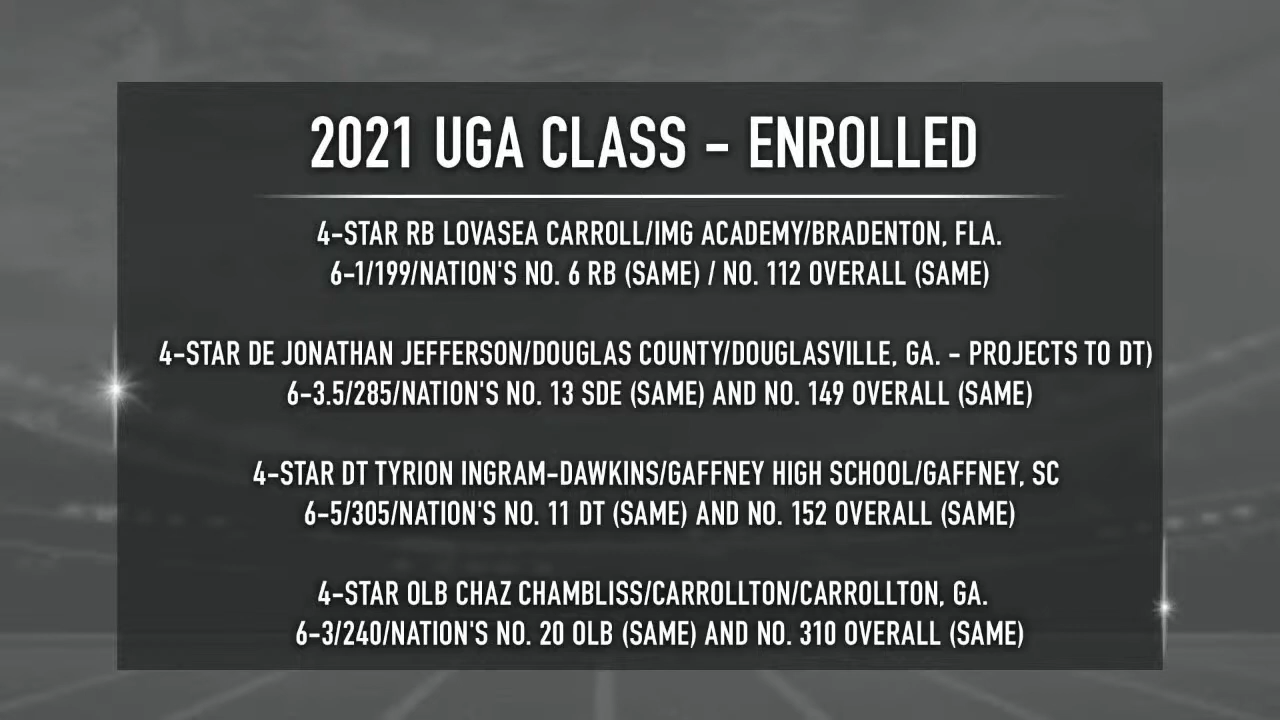 2021 UGA CLASS - ENROLLED
4-STAR RB LOVASEA CARROLL/IMG ACADEMY/BRADENTON, FLA.
6-1/199/NATION'S NO. 6 RB (SAME) / NO. 112 OVERALL (SAME)
4-STAR DE JONATHAN JEFFERSON/DOUGLAS COUNTY/DOUGLASVILLE, GA. - PROJECTS TO DT)
6-3.5/285/NATION'S NO. 13 SDE (SAME) AND NO. 149 OVERALL (SAME)
4-STAR DT TYRION INGRAM-DAWKINS/GAFFNEY HIGH SCHOOL/GAFFNEY, SC
6-5/305/NATION'S NO. 11 DT (SAME) AND NO. 152 OVERALL (SAME)
4-STAR OLB CHAZ CHAMBLISS/CARROLLTON/CARROLLTON, GA.
6-3/240/NATION'S NO. 20 OLB (SAME) AND NO. 310 OVERALL (SAME)